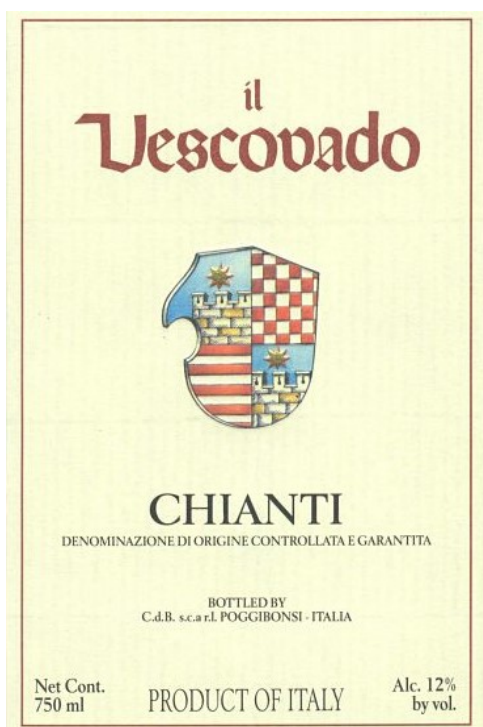 il
Vescovado
CHIANTI
DENOMINAZIONE DI ORIGINE CONTROLLATA E GARANTITA
BOTTLED BY
C.d.B. s.c.a r.l. POGGIBONSI - ITALIA
Net Cont.
750 ml
PRODUCT OF ITALY
Alc. 12%
by vol.